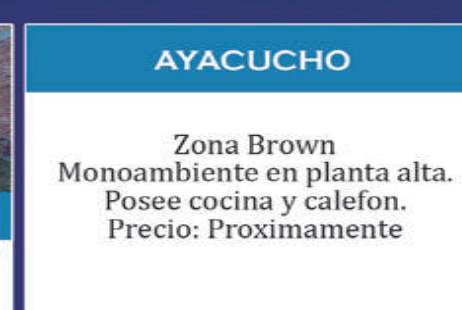 AYACUCHO
Zona Brown
Monoambiente en planta alta.
Posee cocina y calefon.
Precio: Proximamente